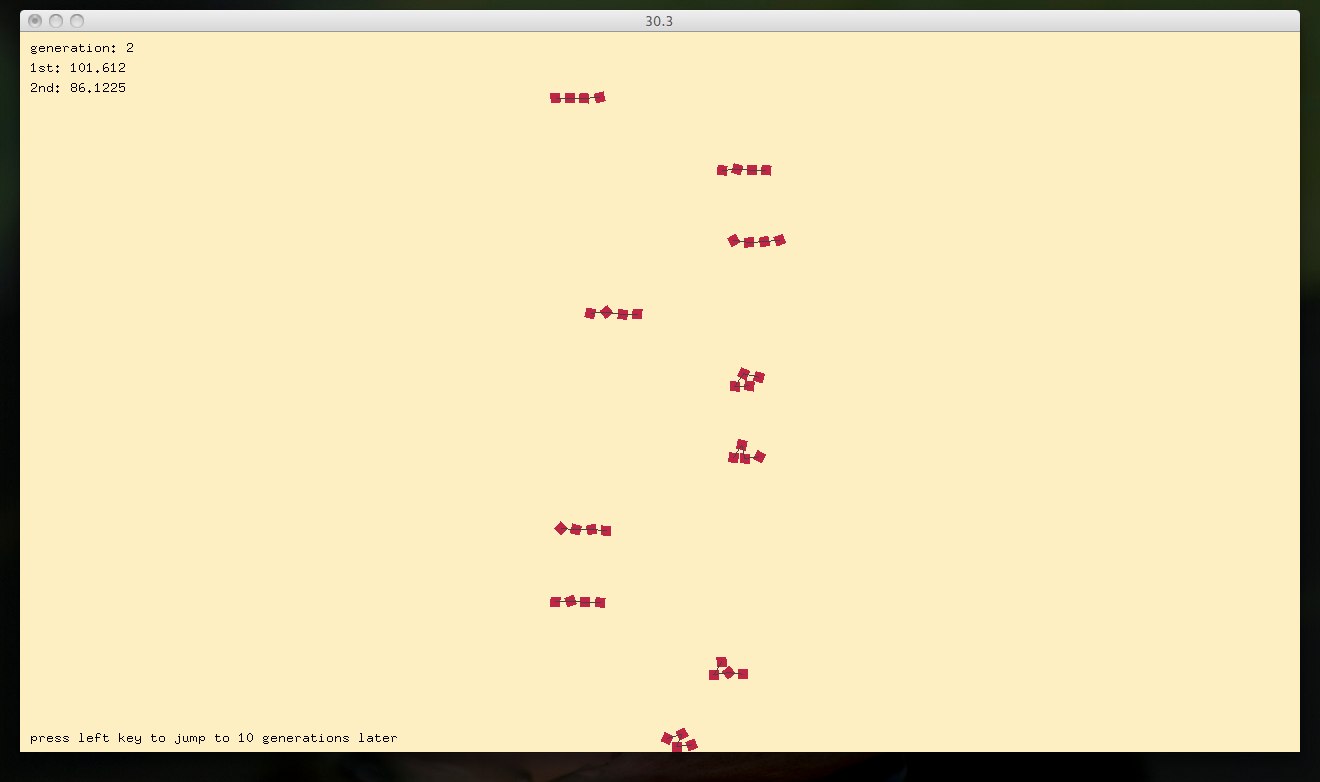 30.3
generation: 2
1st: 101.612
2nd: 86.1225
press left key to jump to 10 generations later